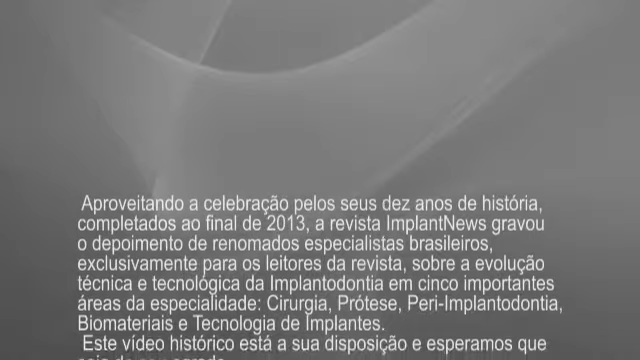 Aproveitando a celebração pelos seus dez anos de história,
completados ao final de 2013, a revista ImplantNews gravou
o depoimento de renomados especialistas brasileiros,
exclusivamente para os leitores da revista, sobre a evolução
técnica e tecnológica da Implantodontia em cinco importantes
áreas da especialidade: Cirurgia, Prótese, Peri-Implantodontia,
Biomateriais e Tecnologia de Implantes.
Este vídeo histórico está a sua disposição e esperamos que